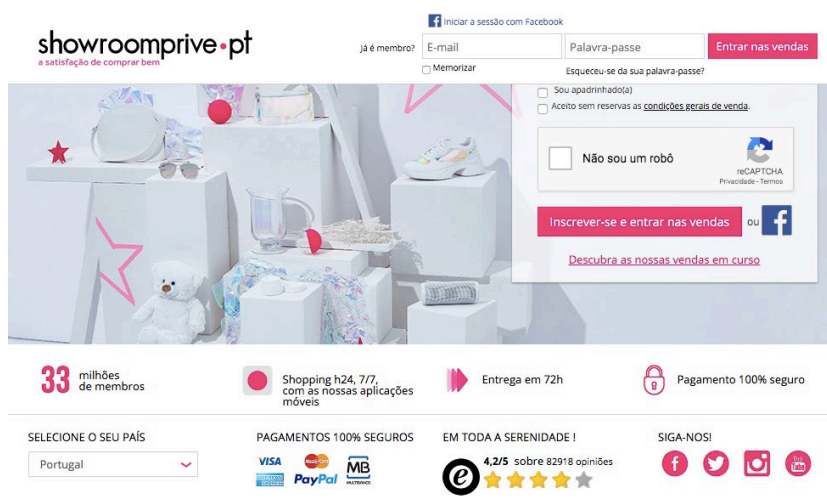 Iniciar a sessão com Facebook
showroomprive.pt
a satisfação de comprar bem
Já é membro?
E-mail
Palavra-passe
Entrar nas vendas
Memorizar
Esqueceu-se da sua palavra-passe?
Sou apadrinhado(a)
Aceito sem reservas as condições gerais de venda.
Não sou um robô
reCAPTCHA
Privacidade - Termos
Inscrever-se e entrar nas vendas
ou
Descubra as nossas vendas em curso
33 milhões
de membros
Shopping h24, 7/7,
com as nossas aplicações
móveis
Entrega em 72h
Pagamento 100% seguro
SELECIONE O SEU PAÍS
PAGAMENTOS 100% SEGUROS
EM TODA A SERENIDADE !
SIGA-NOS!
Portugal
VISA
MasterCard
MB
MULTIBANCO
PayPal
4,2/5 sobre 82918 opiniões
You
Tube